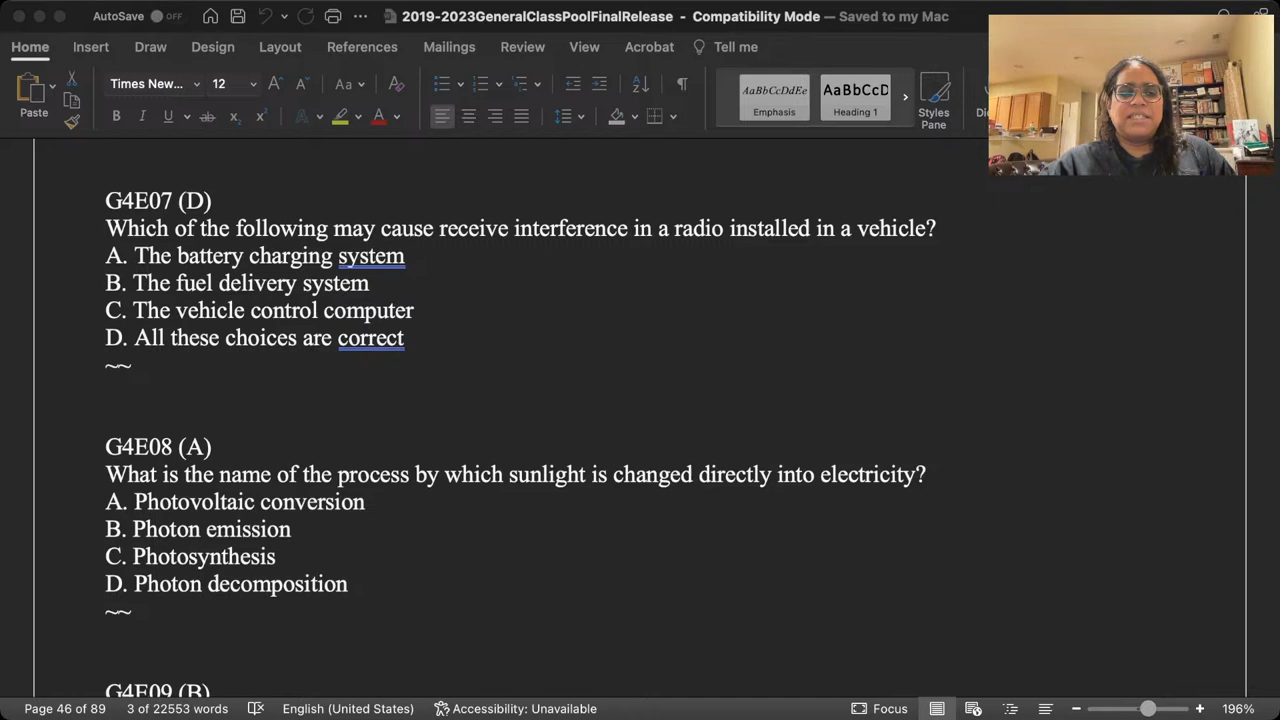 AutoSave OFF
2019-2023GeneralClassPoolFinalRelease - Compatibility Mode — Saved to my Mac
Home Insert Draw Design Layout References Mailings Review View Acrobat Tell me
Times New... 12 Aa
Paste
B I U ab x₂ x² A A
AaBbCcDdEe AaBbCcD
Emphasis Heading 1 Styles
Pane
G4E07 (D)
Which of the following may cause receive interference in a radio installed in a vehicle?
A. The battery charging system
B. The fuel delivery system
C. The vehicle control computer
D. All these choices are correct
~~
G4E08 (A)
What is the name of the process by which sunlight is changed directly into electricity?
A. Photovoltaic conversion
B. Photon emission
C. Photosynthesis
D. Photon decomposition
~~
G4E09 (B)
Page 46 of 89 3 of 22553 words English (United States) Accessibility: Unavailable Focus 196%